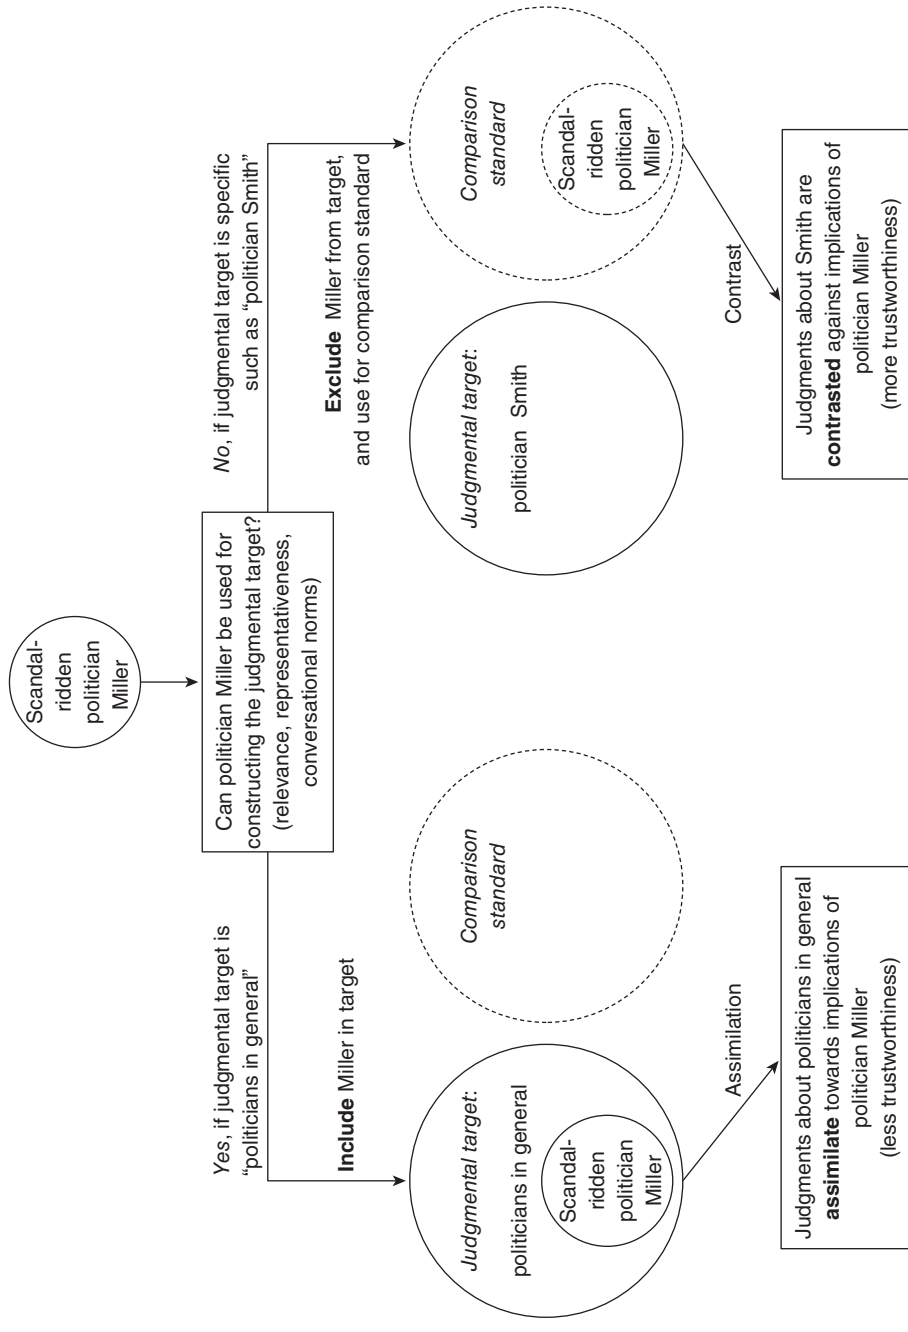 Scandal-
ridden
politician
Miller
Can politician Miller be used for
constructing the judgmental target?
(relevance, representativeness,
conversational norms)
Yes, if judgmental target is
“politicians in general”
Include Miller in target
Judgmental target:
politicians in general
Scandal-
ridden
politician
Miller
Comparison
standard
Assimilation
Judgments about politicians in general
assimilate towards implications of
politician Miller
(less trustworthiness)
No, if judgmental target is specific
such as “politician Smith”
Exclude Miller from target,
and use for comparison standard
Judgmental target:
politician Smith
Comparison
standard
Scandal-
ridden
politician
Miller
Contrast
Judgments about Smith are
contrasted against implications of
politician Miller
(more trustworthiness)